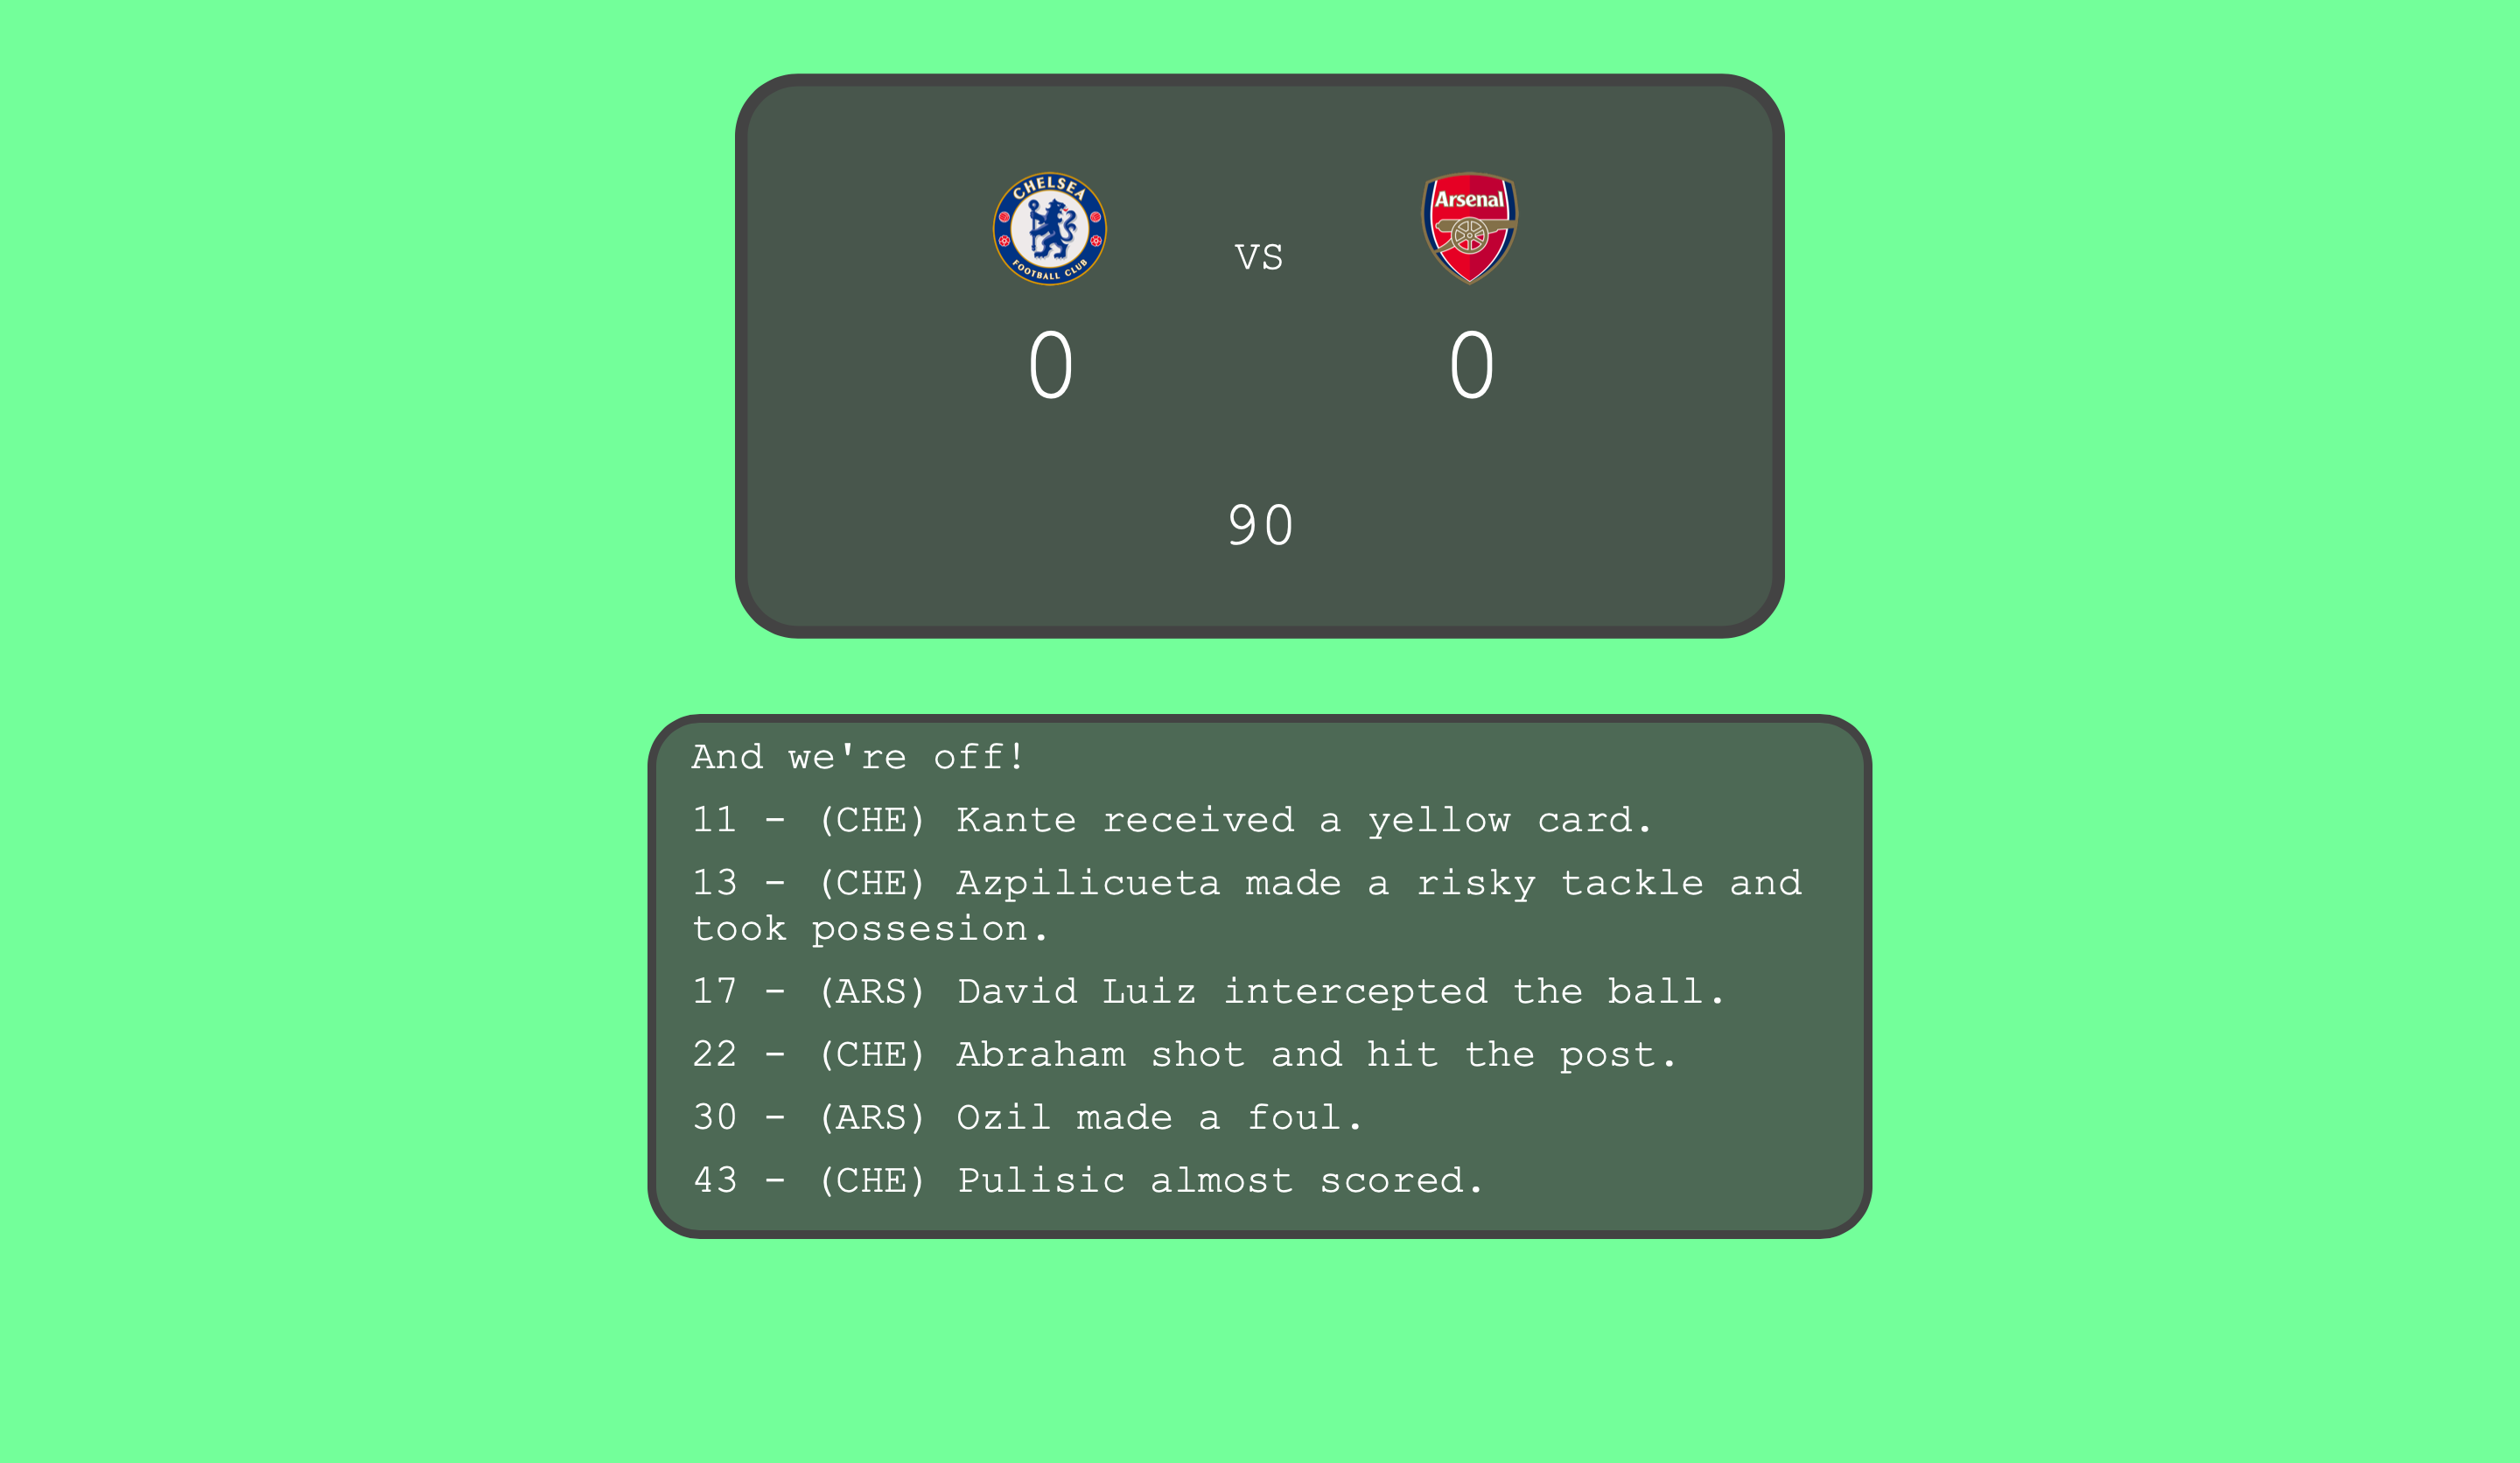 CHELSEA
FOOTBALL CLUB
vs
Arsenal
0
0
90
And we're off!
11 - (CHE) Kante received a yellow card.
13 - (CHE) Azpilicueta made a risky tackle and
took possesion.
17 - (ARS) David Luiz intercepted the ball.
22 - (CHE) Abraham shot and hit the post.
30 - (ARS) Ozil made a foul.
43 - (CHE) Pulisic almost scored.